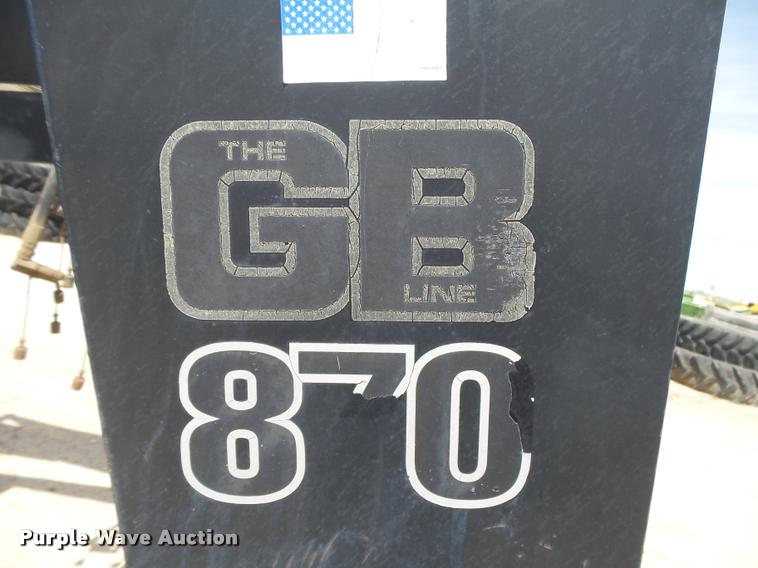 THE
GB
LINE
870
Purple Wave Auction